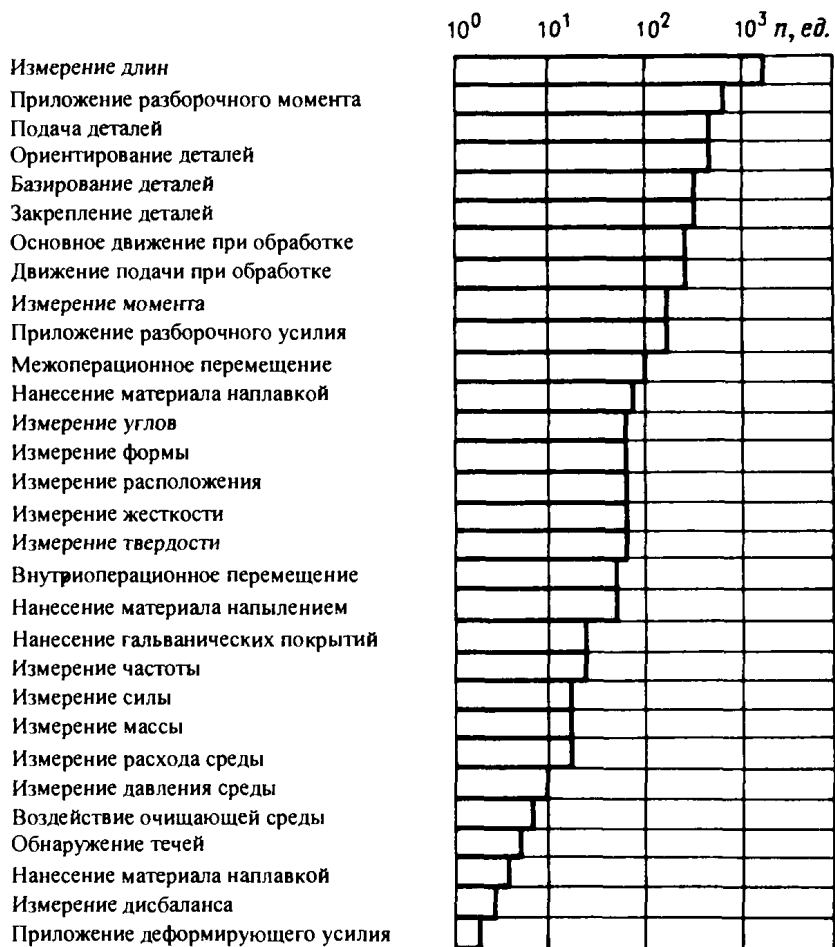 10⁰ 10¹ 10² 10³ n, ед.
Измерение длин
Приложение разборочного момента
Подача деталей
Ориентирование деталей
Базирование деталей
Закрепление деталей
Основное движение при обработке
Движение подачи при обработке
Измерение момента
Приложение разборочного усилия
Межоперационное перемещение
Нанесение материала наплавкой
Измерение углов
Измерение формы
Измерение расположения
Измерение жесткости
Измерение твердости
Внутриоперационное перемещение
Нанесение материала напылением
Нанесение гальванических покрытий
Измерение частоты
Измерение силы
Измерение массы
Измерение расхода среды
Измерение давления среды
Воздействие очищающей среды
Обнаружение течей
Нанесение материала наплавкой
Измерение дисбаланса
Приложение деформирующего усилия